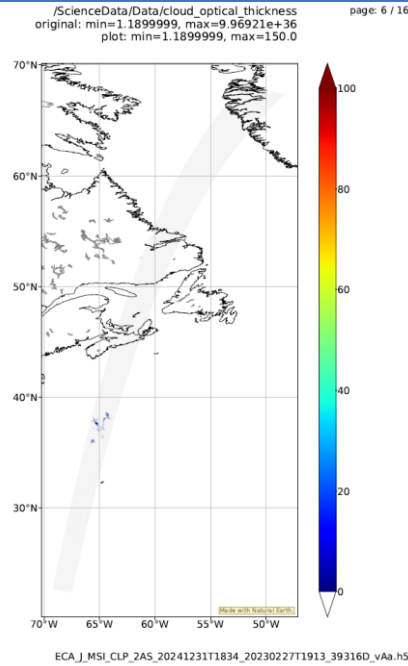 /ScienceData/Data/cloud_optical_thickness
page: 6 / 16
original: min=1.1899999, max=9.96921e+36
plot: min=1.1899999, max=150.0
70°N
60°N
50°N
40°N
30°N
70°W
65°W
60°W
55°W
50°W
100
80
60
40
20
0
Made with Natural Earth.
ECA_J_MSI_CLP_2AS_20241231T1834_20230227T1913_39316D_vAa.h5